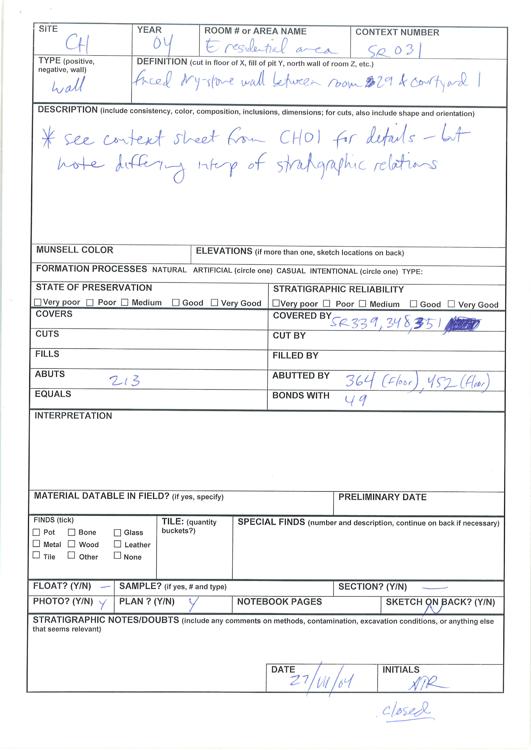 SITE CH
YEAR 04
ROOM # or AREA NAME E residential area
CONTEXT NUMBER SR 031
TYPE (positive, negative, wall) wall
DEFINITION (cut in floor of X, fill of pit Y, north wall of room Z, etc.)
faced dry-stone wall between room 29 & courtyard 1
DESCRIPTION (include consistency, color, composition, inclusions, dimensions; for cuts, also include shape and orientation)
* see context sheet from CH01 for details - but
note differing interp of stratigraphic relations
MUNSELL COLOR
ELEVATIONS (if more than one, sketch locations on back)
FORMATION PROCESSES NATURAL ARTIFICIAL (circle one) CASUAL INTENTIONAL (circle one) TYPE:
STATE OF PRESERVATION
STRATIGRAPHIC RELIABILITY
Very poor Poor Medium Good Very Good
Very poor Poor Medium Good Very Good
COVERS
COVERED BY SR339, 348, 351
CUTS
CUT BY
FILLS
FILLED BY
ABUTS 213
ABUTTED BY 364 (floor), 452 (floor)
EQUALS
BONDS WITH 49
INTERPRETATION
MATERIAL DATABLE IN FIELD? (if yes, specify)
PRELIMINARY DATE
FINDS (tick)
Pot Bone Glass
Metal Wood Leather
Tile Other None
TILE: (quantity buckets?)
SPECIAL FINDS (number and description, continue on back if necessary)
FLOAT? (Y/N) —
SAMPLE? (if yes, # and type)
SECTION? (Y/N) —
PHOTO? (Y/N) Y
PLAN ? (Y/N) Y
NOTEBOOK PAGES
SKETCH ON BACK? (Y/N) N
STRATIGRAPHIC NOTES/DOUBTS (include any comments on methods, contamination, excavation conditions, or anything else
that seems relevant)
DATE 27/VII/04
INITIALS
closed